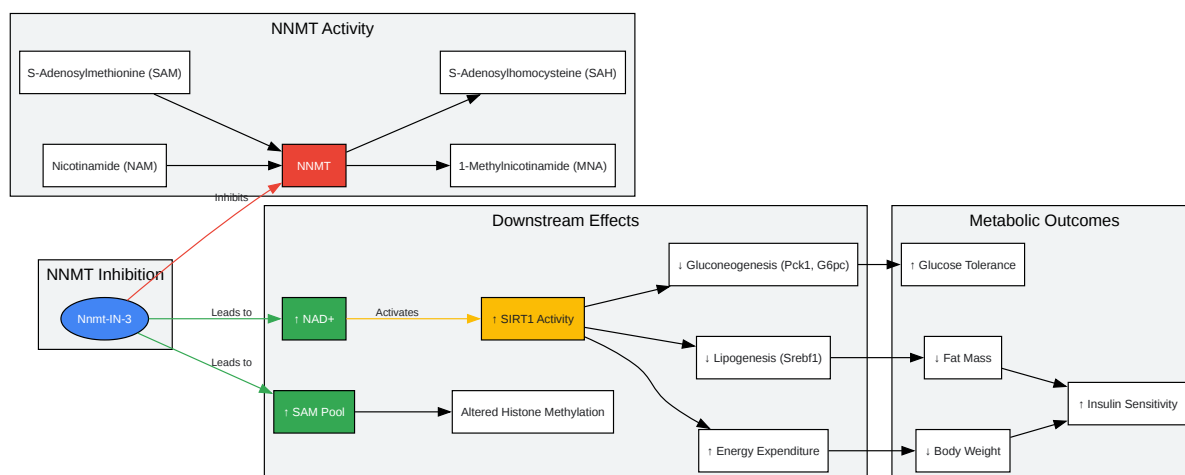 NNMT Activity
S-Adenosylmethionine (SAM)
S-Adenosylhomocysteine (SAH)
Nicotinamide (NAM)
NNMT
1-Methylnicotinamide (MNA)
Inhibits
NNMT Inhibition
Nnmt-IN-3
Leads to
Leads to
Downstream Effects
↑ NAD+
Activates
↑ SIRT1 Activity
↓ Gluconeogenesis (Pck1, G6pc)
↓ Lipogenesis (Srebf1)
↑ SAM Pool
Altered Histone Methylation
↑ Energy Expenditure
Metabolic Outcomes
↑ Glucose Tolerance
↓ Fat Mass
↑ Insulin Sensitivity
↓ Body Weight